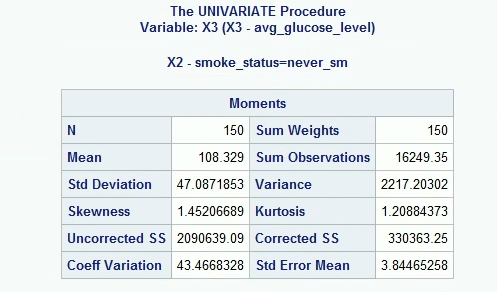 The UNIVARIATE Procedure
Variable: X3 (X3 - avg_glucose_level)
X2 - smoke_status=never_sm
Moments
N 150 Sum Weights 150
Mean 108.329 Sum Observations 16249.35
Std Deviation 47.0871853 Variance 2217.20302
Skewness 1.45206689 Kurtosis 1.20884373
Uncorrected SS 2090639.09 Corrected SS 330363.25
Coeff Variation 43.4668328 Std Error Mean 3.84465258